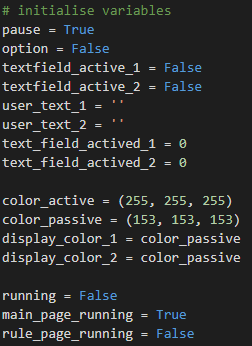 # initialise variables
pause = True
option = False
textfield_active_1 = False
textfield_active_2 = False
user_text_1 = ''
user_text_2 = ''
text_field_actived_1 = 0
text_field_actived_2 = 0
color_active = (255, 255, 255)
color_passive = (153, 153, 153)
display_color_1 = color_passive
display_color_2 = color_passive
running = False
main_page_running = True
rule_page_running = False